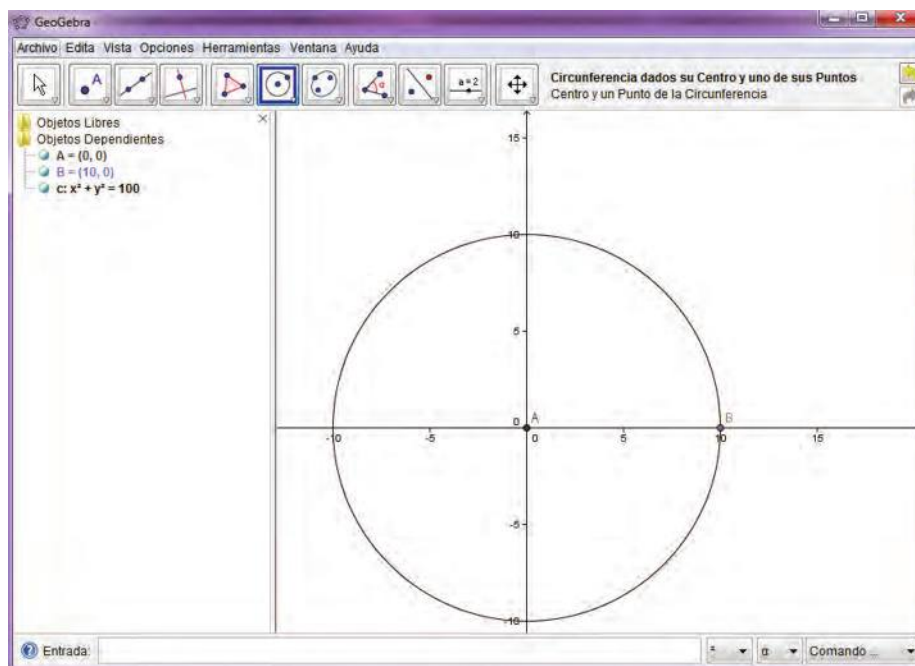 GeoGebra
Archivo Edita Vista Opciones Herramientas Ventana Ayuda
A
α
a = 2
Circunferencia dados su Centro y uno de sus Puntos
Centro y un Punto de la Circunferencia
Objetos Libres
Objetos Dependientes
A = (0, 0)
B = (10, 0)
c: x² + y² = 100
15
10
5
A
B
0
-10 -5 0 5 10 15
-5
-10
Entrada:
α
Comando ...